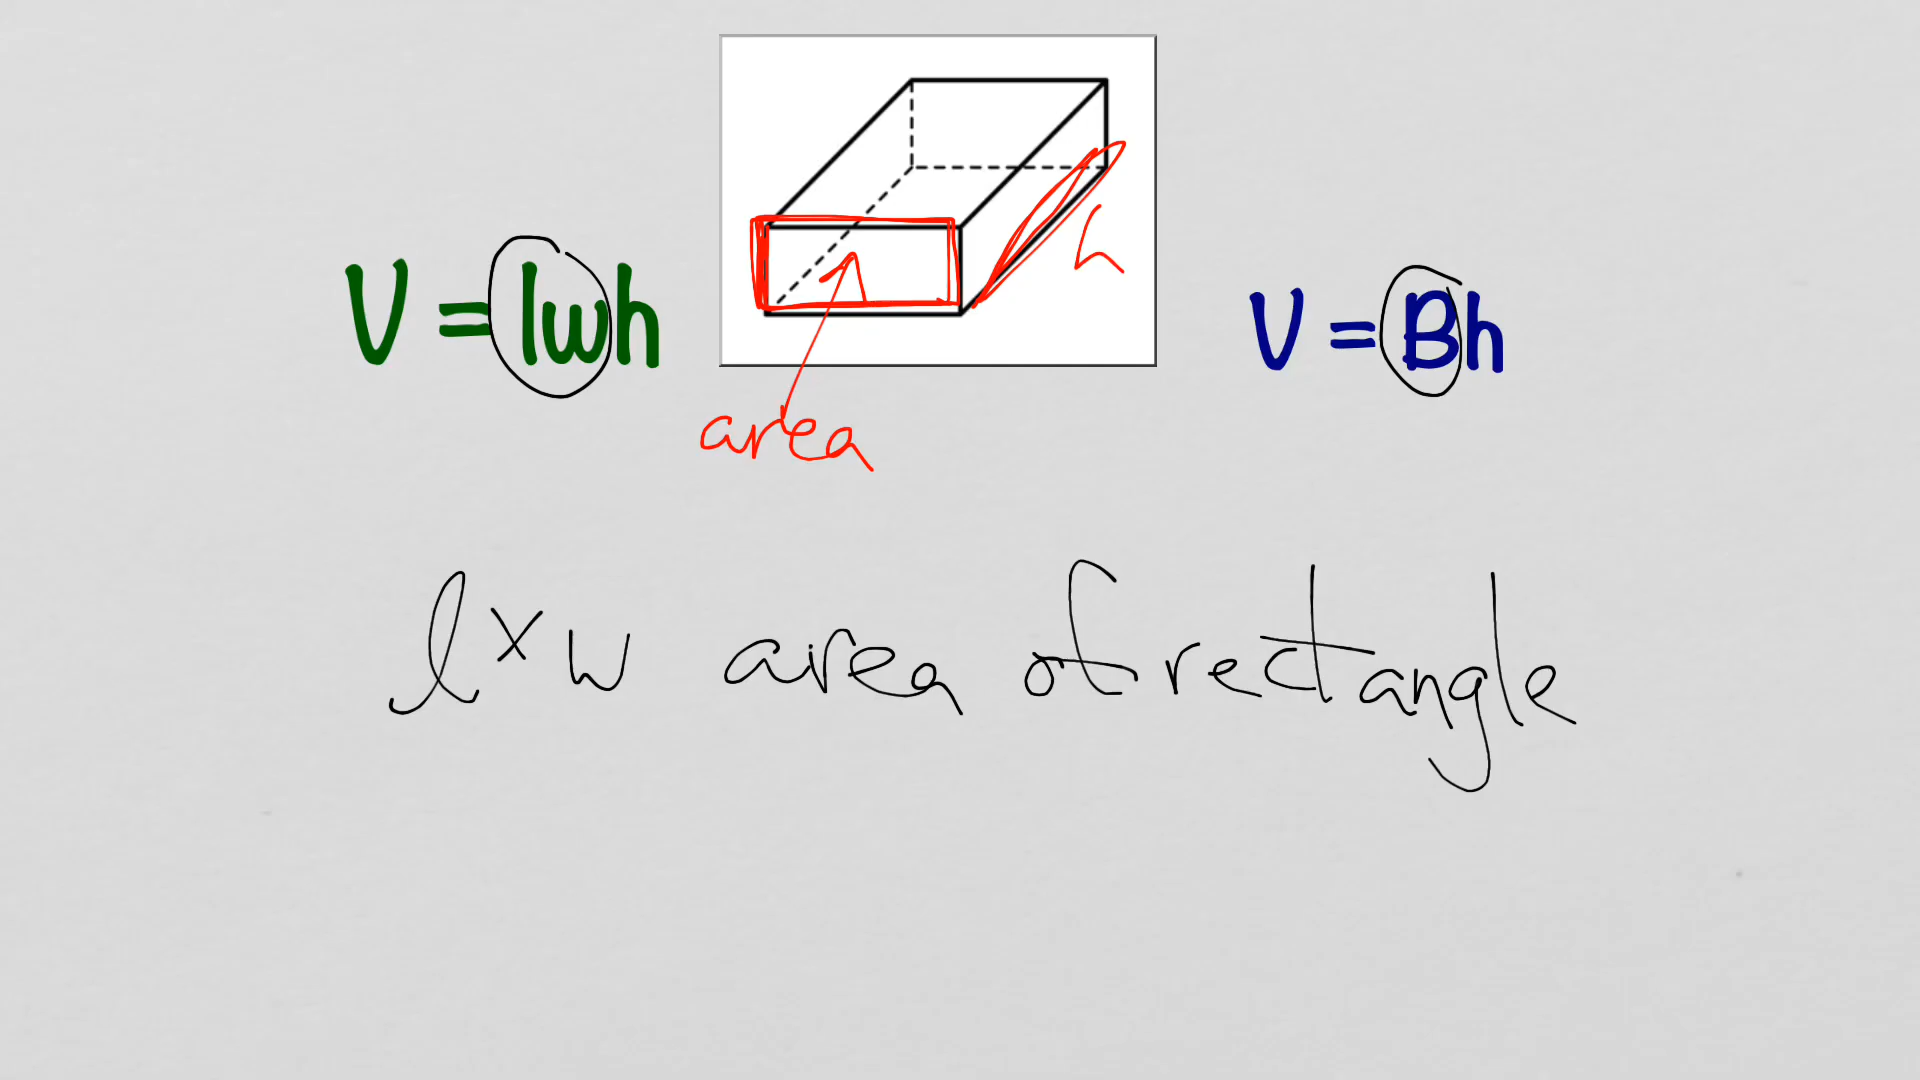 V = lwh
h
V = Bh
area
l × w area of rectangle